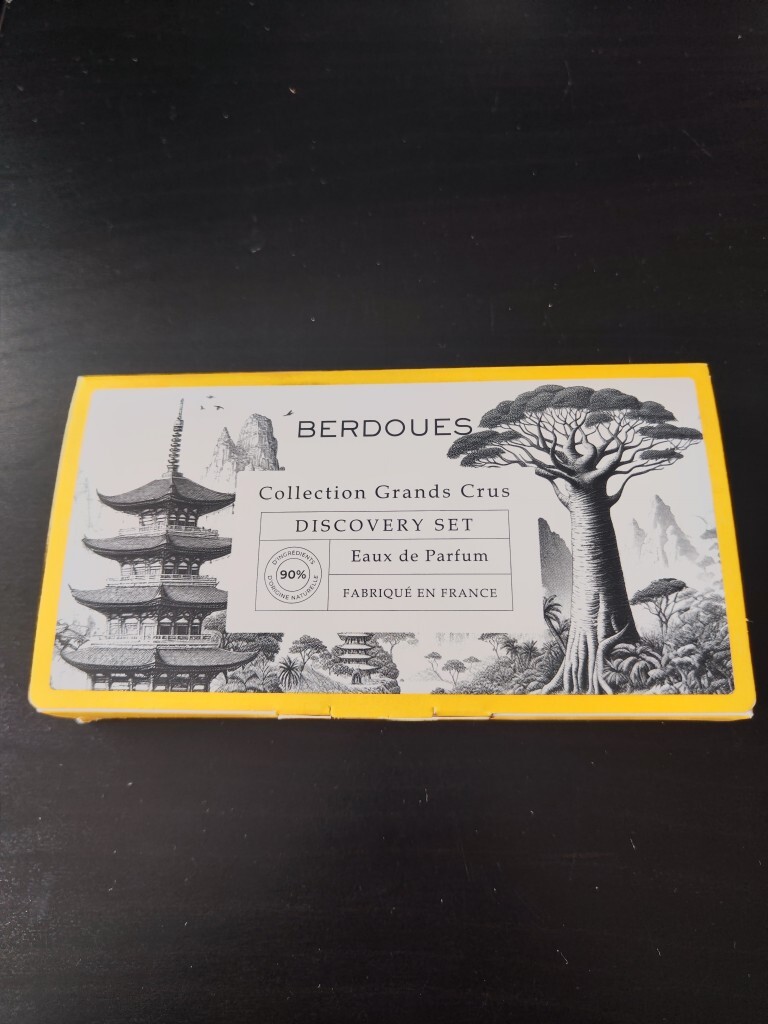 BERDOUES
Collection Grands Crus
DISCOVERY SET
D'INGRÉDIENTS
90%
D'ORIGINE NATURELLE
Eaux de Parfum
FABRIQUÉ EN FRANCE